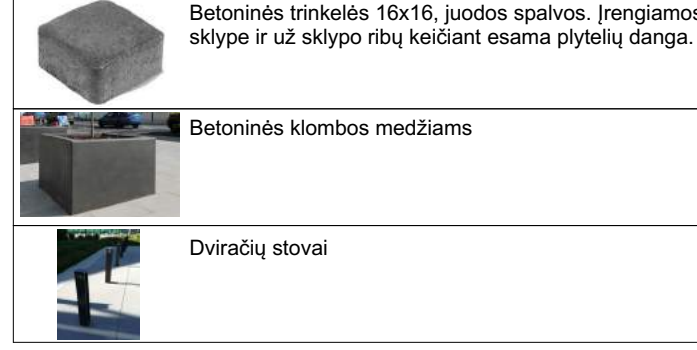 Betoninės trinkelės 16x16, juodos spalvos. Įrengiamos
sklype ir už sklypo ribų keičiant esama plytelių danga.
Betoninės klombos medžiams
Dviračių stovai